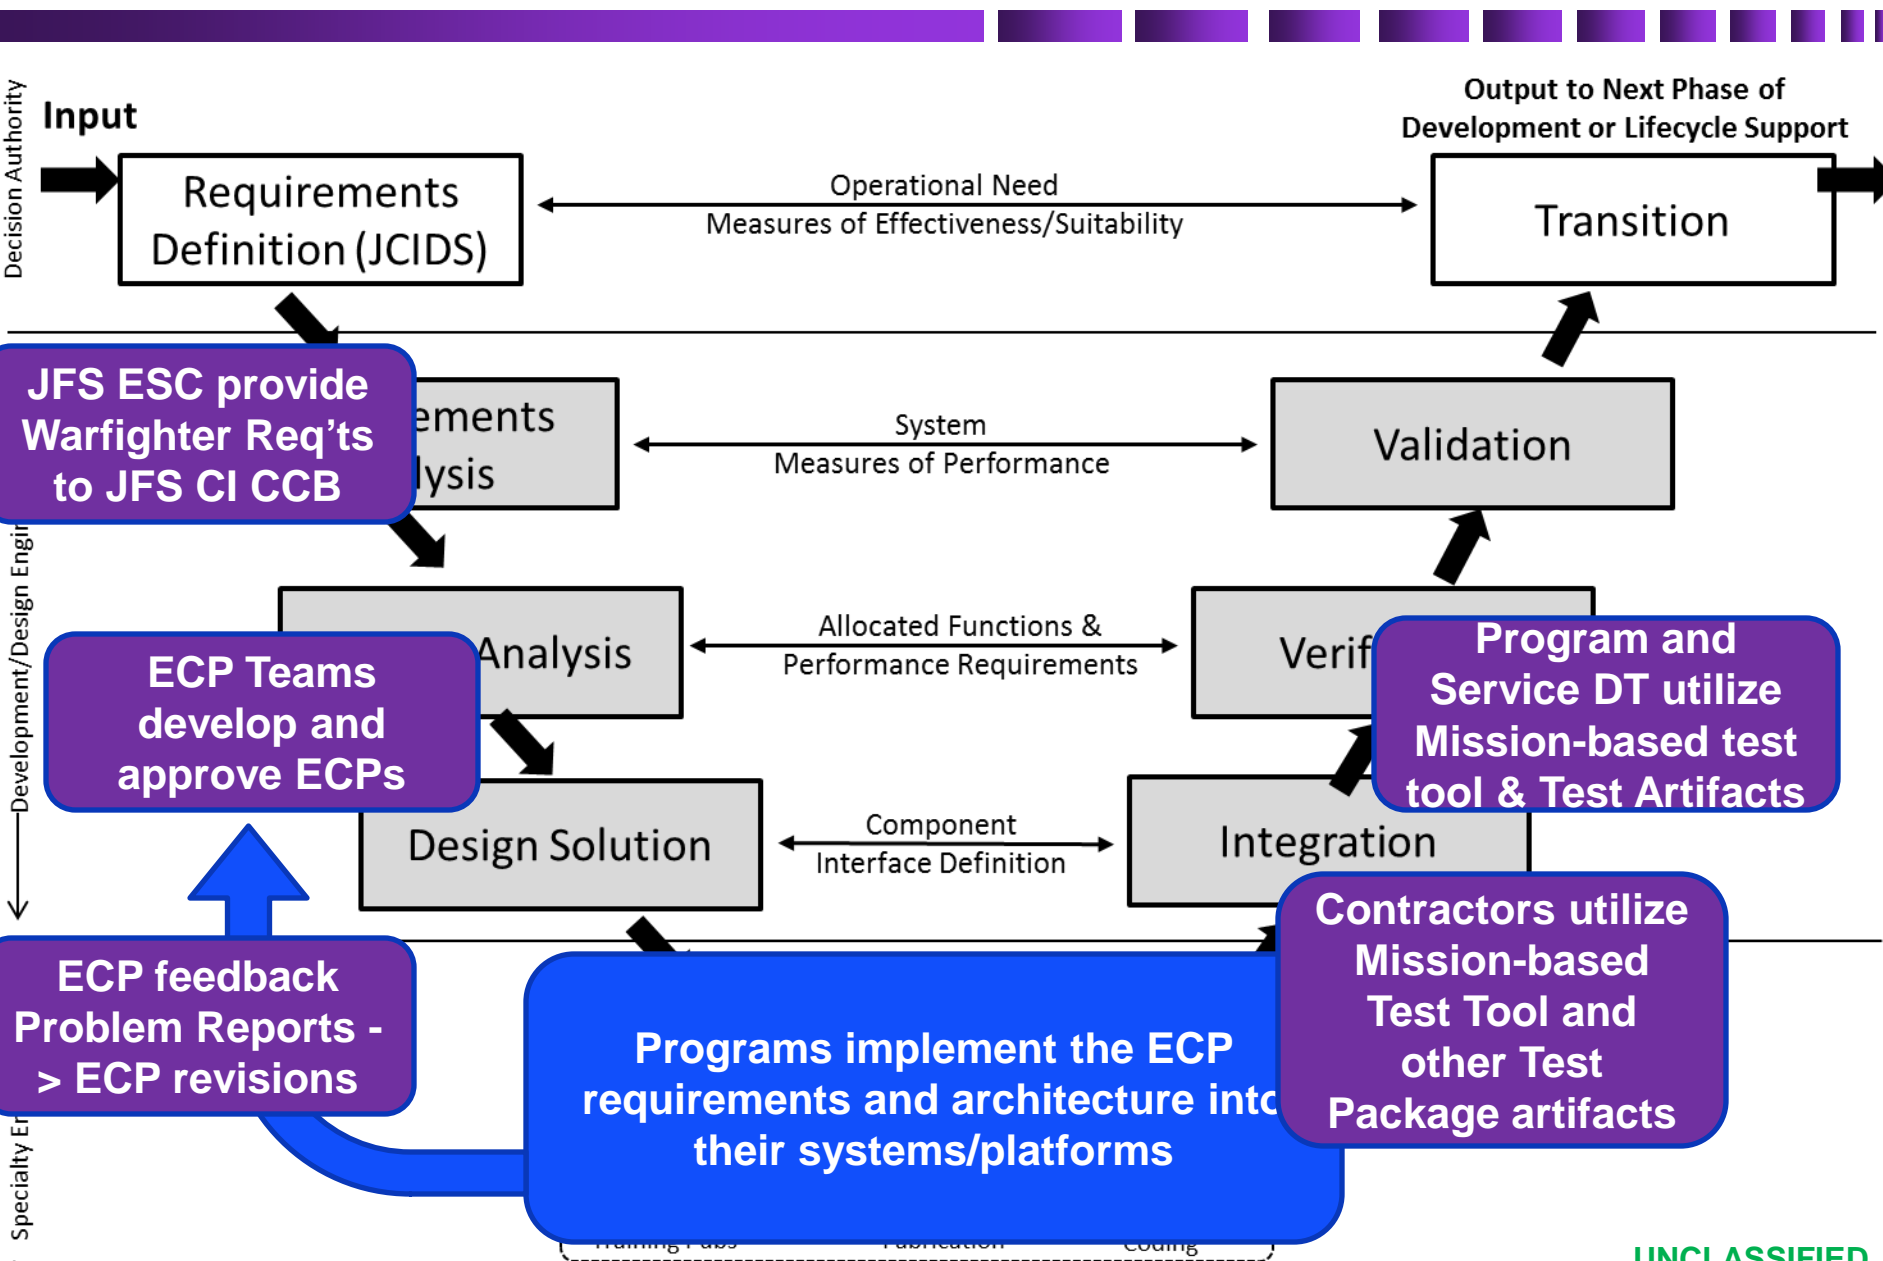 Decision Authority
Input
Output to Next Phase of
Development or Lifecycle Support
Requirements
Definition (JCIDS)
Operational Need
Measures of Effectiveness/Suitability
Transition
JFS ESC provide
Warfighter Req'ts
to JFS CI CCB
System
Measures of Performance
Validation
Development/Design
Analysis
Allocated Functions &
Performance Requirements
ECP Teams
develop and
approve ECPs
Program and
Service DT utilize
Mission-based test
tool & Test Artifacts
Design Solution
Component
Interface Definition
Integration
ECP feedback
Problem Reports -
> ECP revisions
Programs implement the ECP
requirements and architecture into
their systems/platforms
Contractors utilize
Mission-based
Test Tool and
other Test
Package artifacts
Specialty
Training Pubs
Fabrication
Coding
UNCLASSIFIED